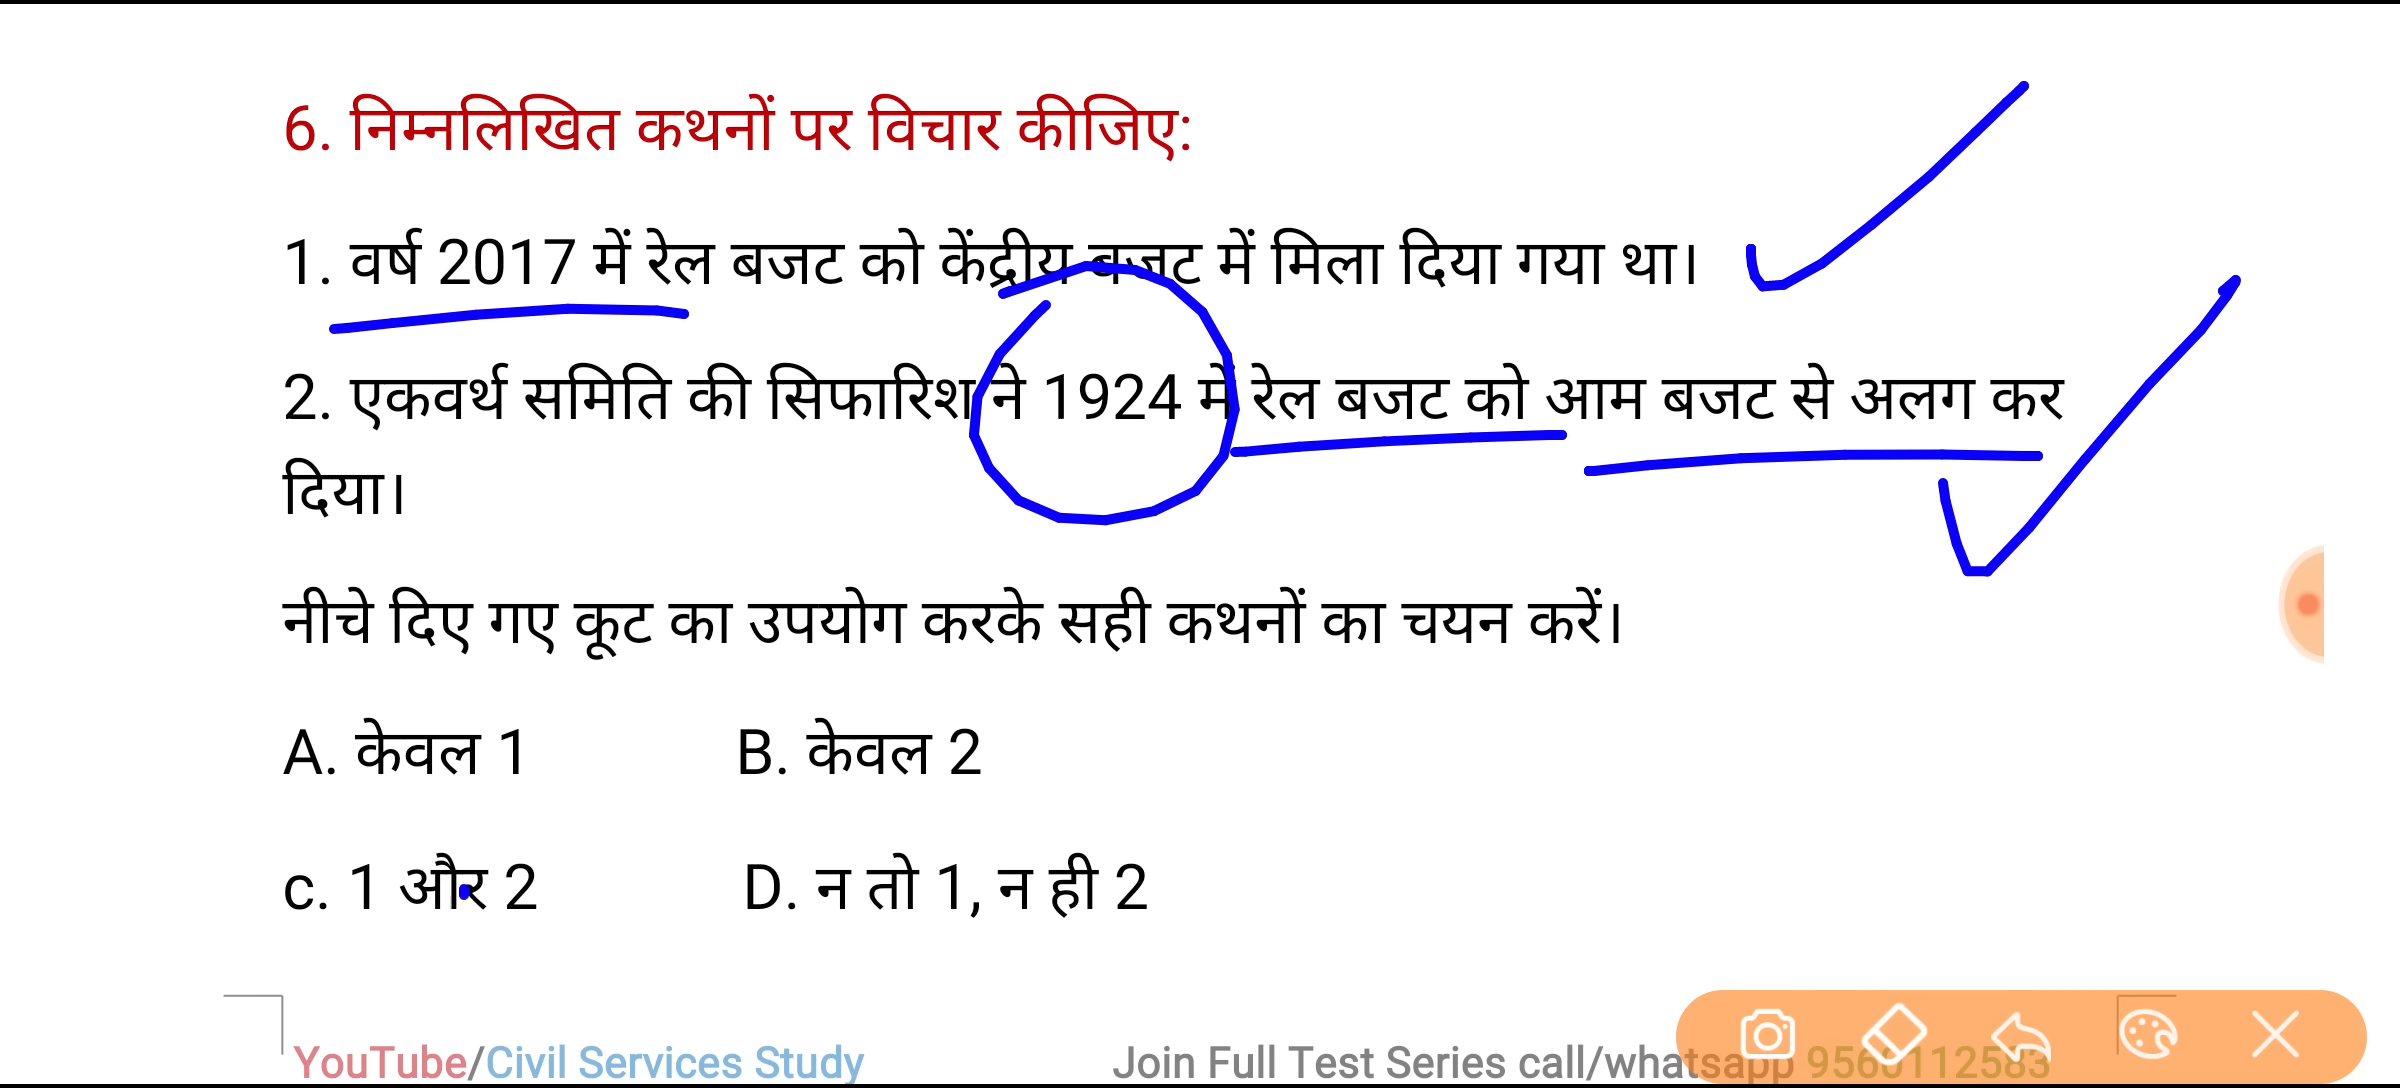 6. निम्नलिखित कथनों पर विचार कीजिए:
1. वर्ष 2017 में रेल बजट को केंद्रीय बजट में मिला दिया गया था।
2. एकवर्थ समिति की सिफारिश ने 1924 में रेल बजट को आम बजट से अलग कर
दिया।
नीचे दिए गए कूट का उपयोग करके सही कथनों का चयन करें।
A. केवल 1 B. केवल 2
c. 1 और 2 D. न तो 1, न ही 2
YouTube/Civil Services Study Join Full Test Series call/whatsapp 9560112583